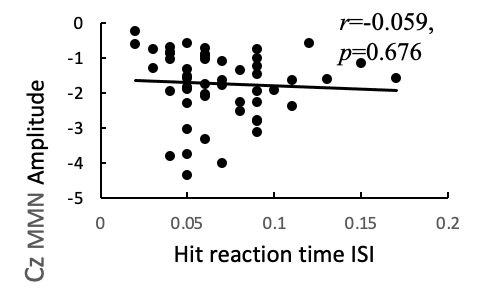 r=-0.059,
p=0.676
0
-1
-2
-3
-4
-5
0
0.05
0.1
0.15
0.2
Cz MMN Amplitude
Hit reaction time ISI